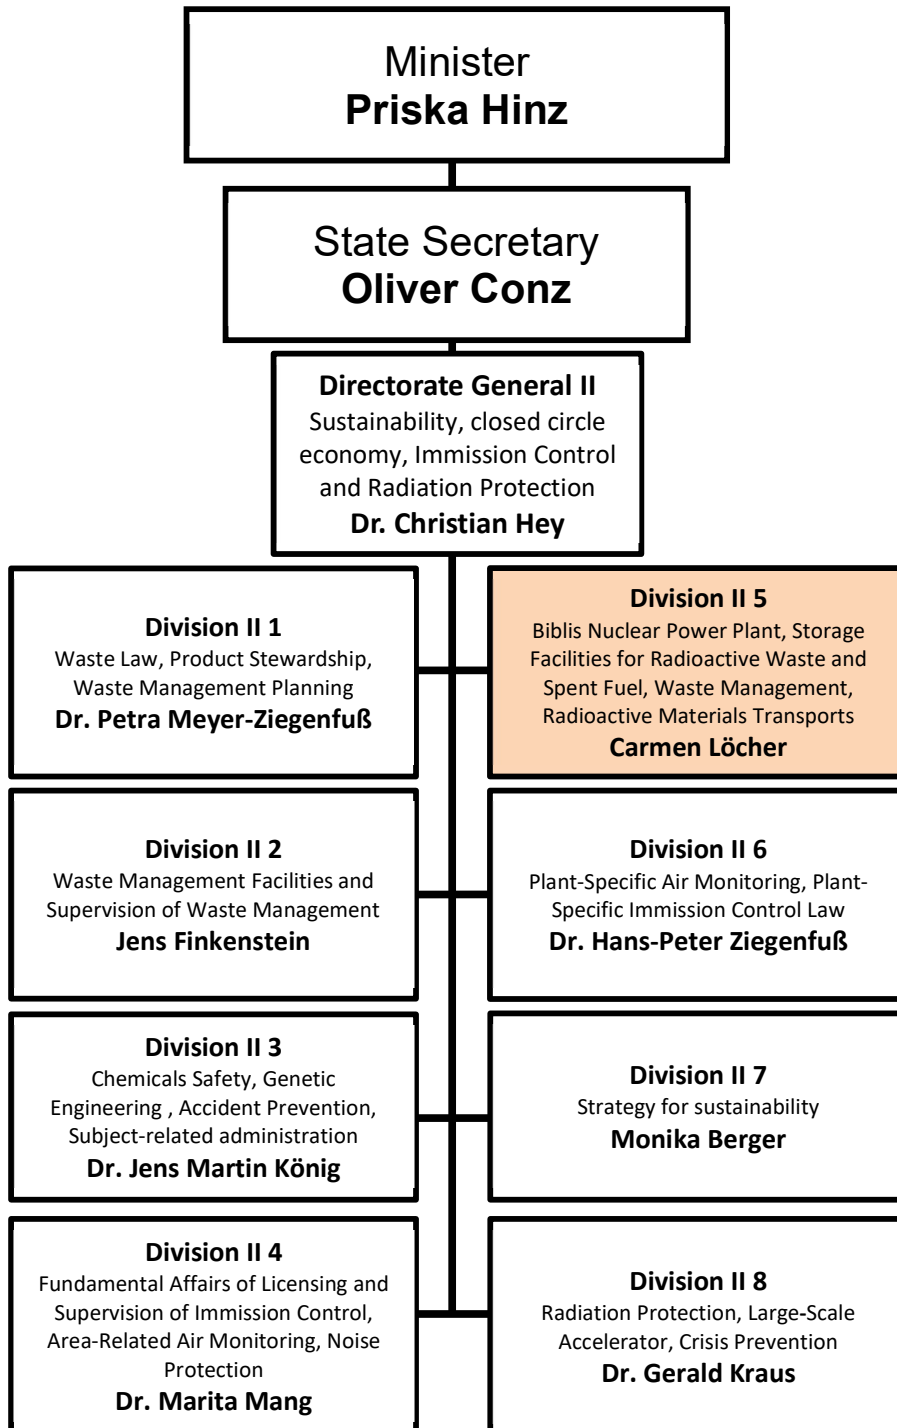 Minister
Priska Hinz
State Secretary
Oliver Conz
Directorate General II
Sustainability, closed circle
economy, Immission Control
and Radiation Protection
Dr. Christian Hey
Division II 1
Waste Law, Product Stewardship,
Waste Management Planning
Dr. Petra Meyer-Ziegenfuß
Division II 5
Biblis Nuclear Power Plant, Storage
Facilities for Radioactive Waste and
Spent Fuel, Waste Management,
Radioactive Materials Transports
Carmen Löcher
Division II 2
Waste Management Facilities and
Supervision of Waste Management
Jens Finkenstein
Division II 6
Plant-Specific Air Monitoring, Plant-
Specific Immission Control Law
Dr. Hans-Peter Ziegenfuß
Division II 3
Chemicals Safety, Genetic
Engineering , Accident Prevention,
Subject-related administration
Dr. Jens Martin König
Division II 7
Strategy for sustainability
Monika Berger
Division II 4
Fundamental Affairs of Licensing and
Supervision of Immission Control,
Area-Related Air Monitoring, Noise
Protection
Dr. Marita Mang
Division II 8
Radiation Protection, Large-Scale
Accelerator, Crisis Prevention
Dr. Gerald Kraus